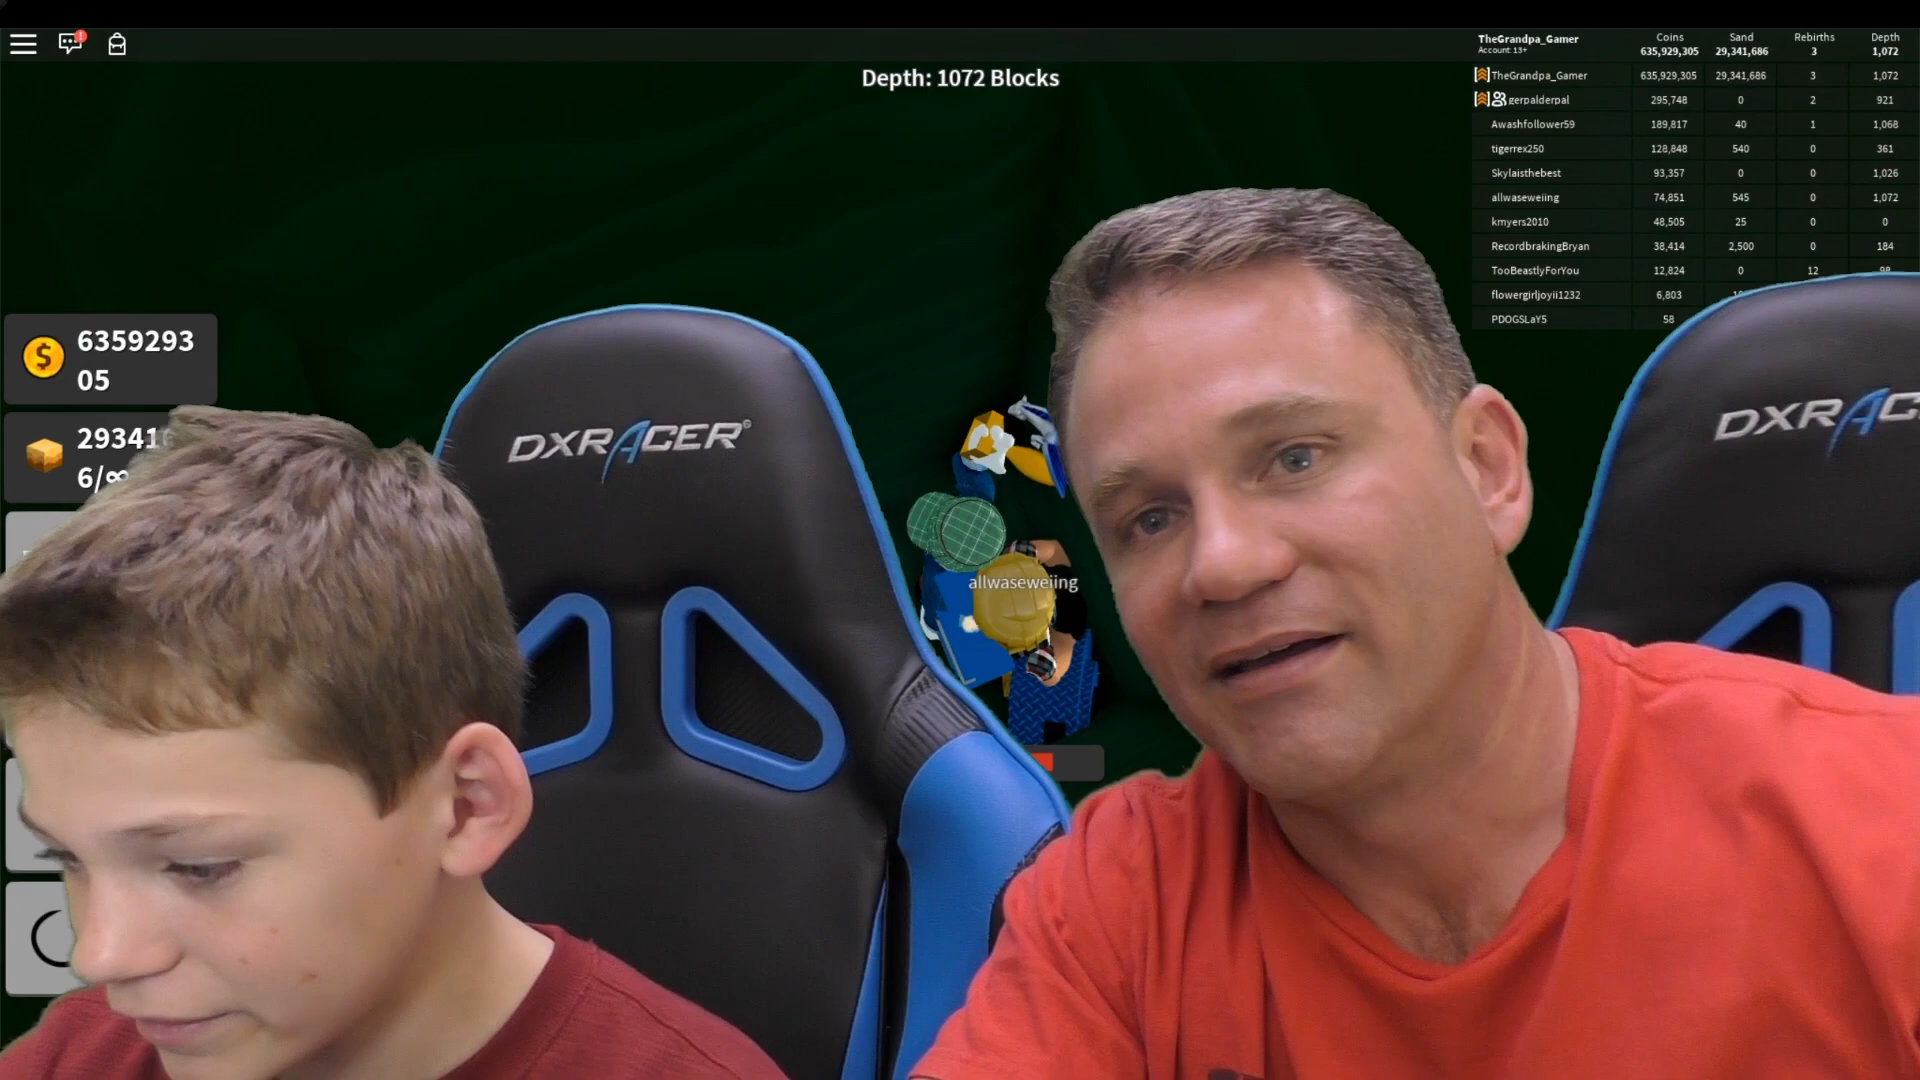 TheGrandpa_Gamer
Account: 13+
Coins Sand Rebirths Depth
635,929,305 29,341,686 3 1,072
Depth: 1072 Blocks
TheGrandpa_Gamer 635,929,305 29,341,686 3 1,072
gerpalderpal 295,748 0 2 921
Awashfollower59 189,817 40 1 1,068
tigerrex250 128,848 540 0 361
Skylaisthebest 93,357 0 0 1,026
allwaseweiing 74,851 545 0 1,072
kmyers2010 48,505 25 0 0
RecordbrakingBryan 38,414 2,500 0 184
TooBeastlyForYou 12,824 0 12
flowergirljoyii1232 6,803
PDOGSLaY5 58
6359293
05
29341
6/∞
DXRACER
DXRAC
allwaseweiing